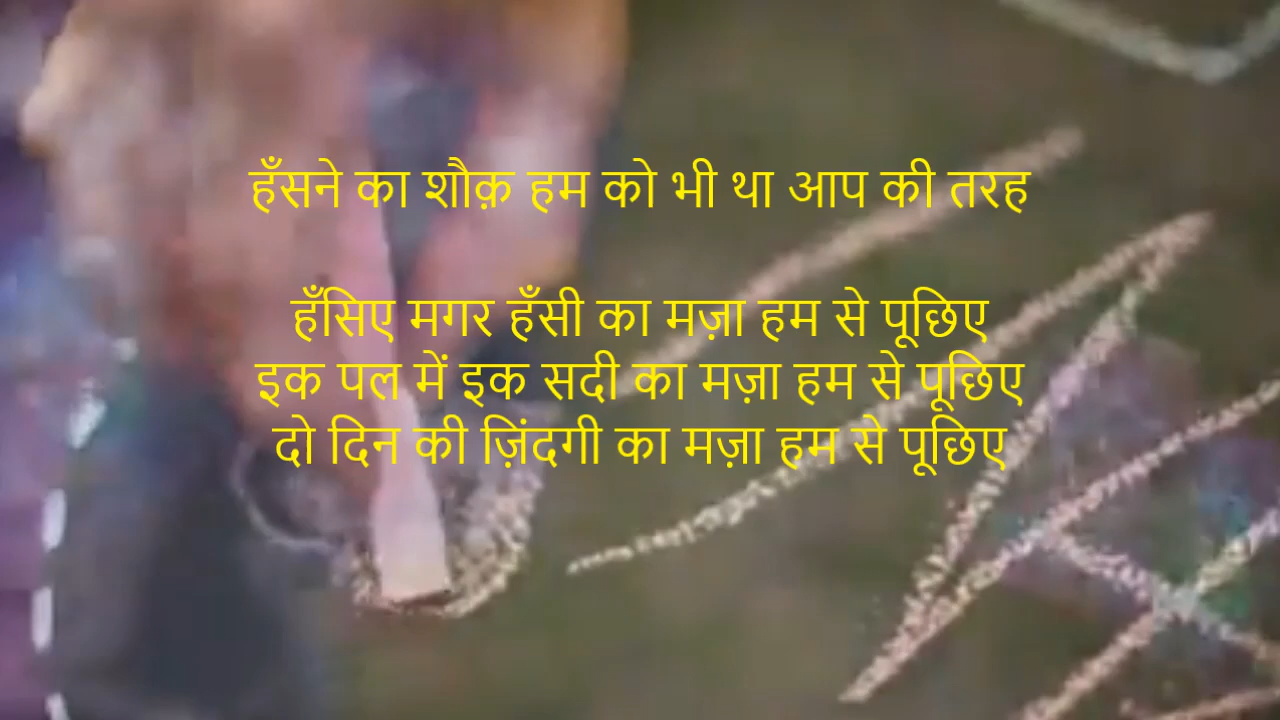 हँसने का शौक़ हम को भी था आप की तरह
हँसिए मगर हँसी का मज़ा हम से पूछिए
इक पल में इक सदी का मज़ा हम से पूछिए
दो दिन की ज़िंदगी का मज़ा हम से पूछिए